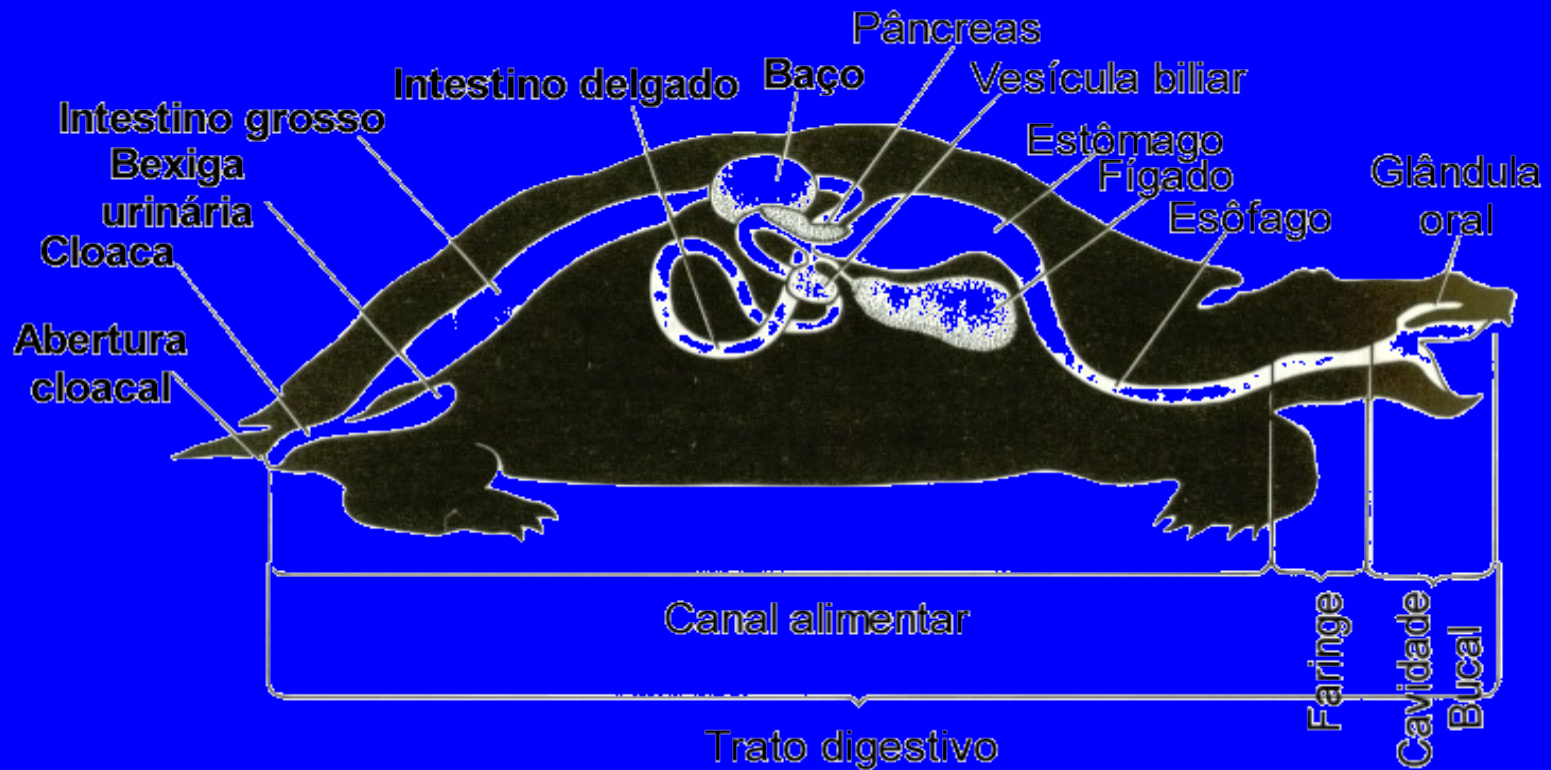 Pâncreas
Intestino delgado
Baço
Vesícula biliar
Intestino grosso
Estômago
Bexiga
urinária
Fígado
Glândula
oral
Cloaca
Esôfago
Abertura
cloacal
Canal alimentar
Faringe
Cavidade
Bucal
Trato digestivo